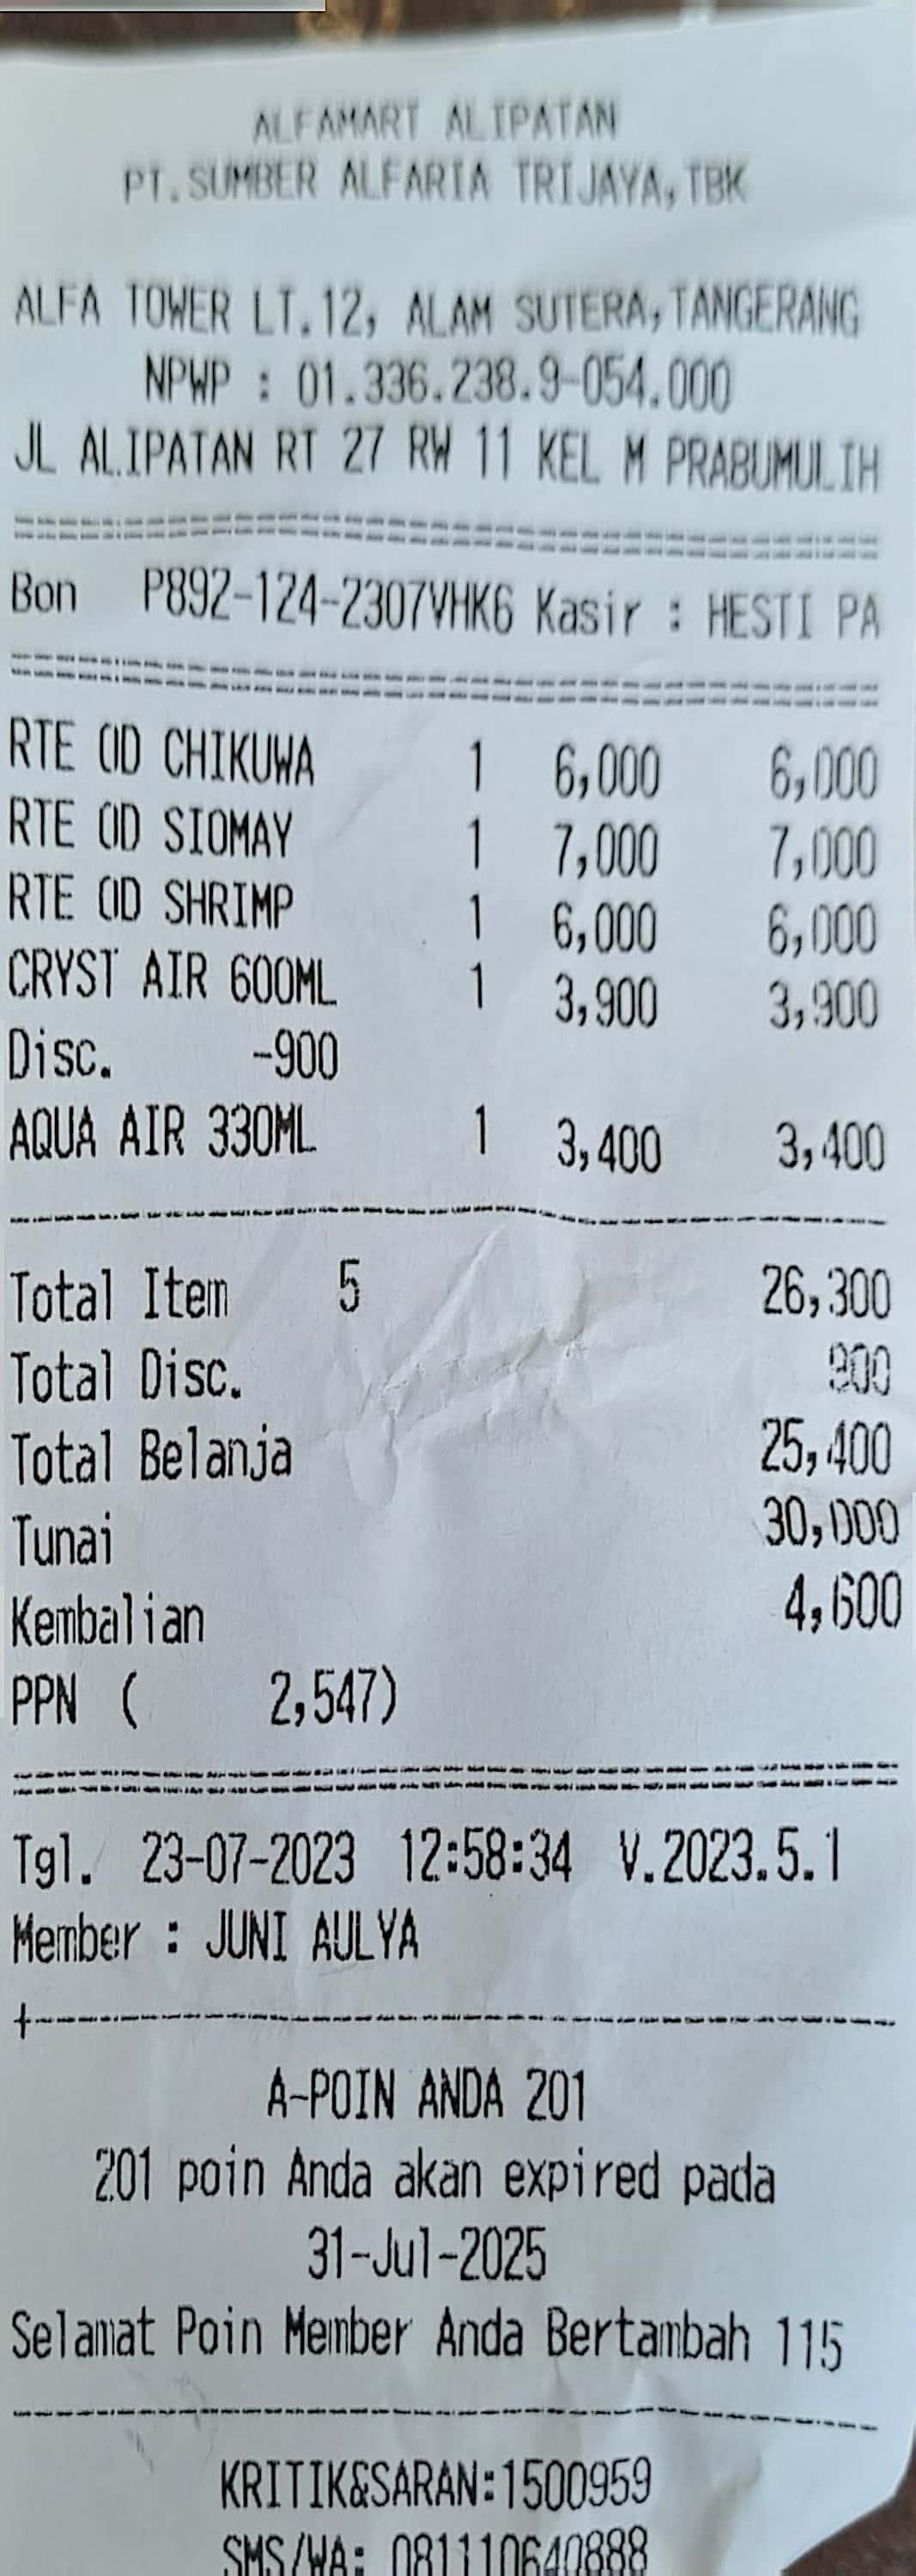 ALFAMART ALIPATAN
PT.SUMBER ALFARIA TRIJAYA,TBK
ALFA TOWER LT.12, ALAM SUTERA,TANGERANG
NPWP : 01.336.238.9-054.000
JL ALIPATAN RT 27 RW 11 KEL M PRABUMULIH
Bon P892-124-2307VHK6 Kasir : HESTI PA
RTE OD CHIKUWA 1 6,000 6,000
RTE OD SIOMAY 1 7,000 7,000
RTE OD SHRIMP 1 6,000 6,000
CRYST AIR 600ML 1 3,900 3,900
Disc. -900
AQUA AIR 330ML 1 3,400 3,400
Total Item 5 26,300
Total Disc. 900
Total Belanja 25,400
Tunai 30,000
Kembalian 4,600
PPN ( 2,547)
Tgl. 23-07-2023 12:58:34 V.2023.5.1
Member : JUNI AULYA
A-POIN ANDA 201
201 poin Anda akan expired pada
31-Jul-2025
Selamat Poin Member Anda Bertambah 115
KRITIK&SARAN:1500959
SMS/WA: 081110640888